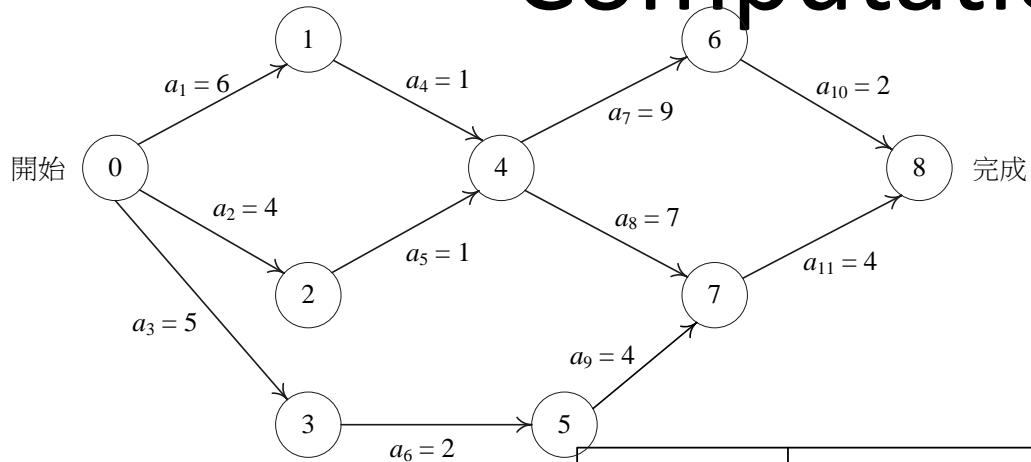 Computati
1
6
a₁ = 6
a₄ = 1
a₁₀ = 2
a₇ = 9
開始
0
4
8
完成
a₂ = 4
a₈ = 7
a₅ = 1
a₁₁ = 4
2
7
a₃ = 5
a₉ = 4
3
5
a₆ = 2